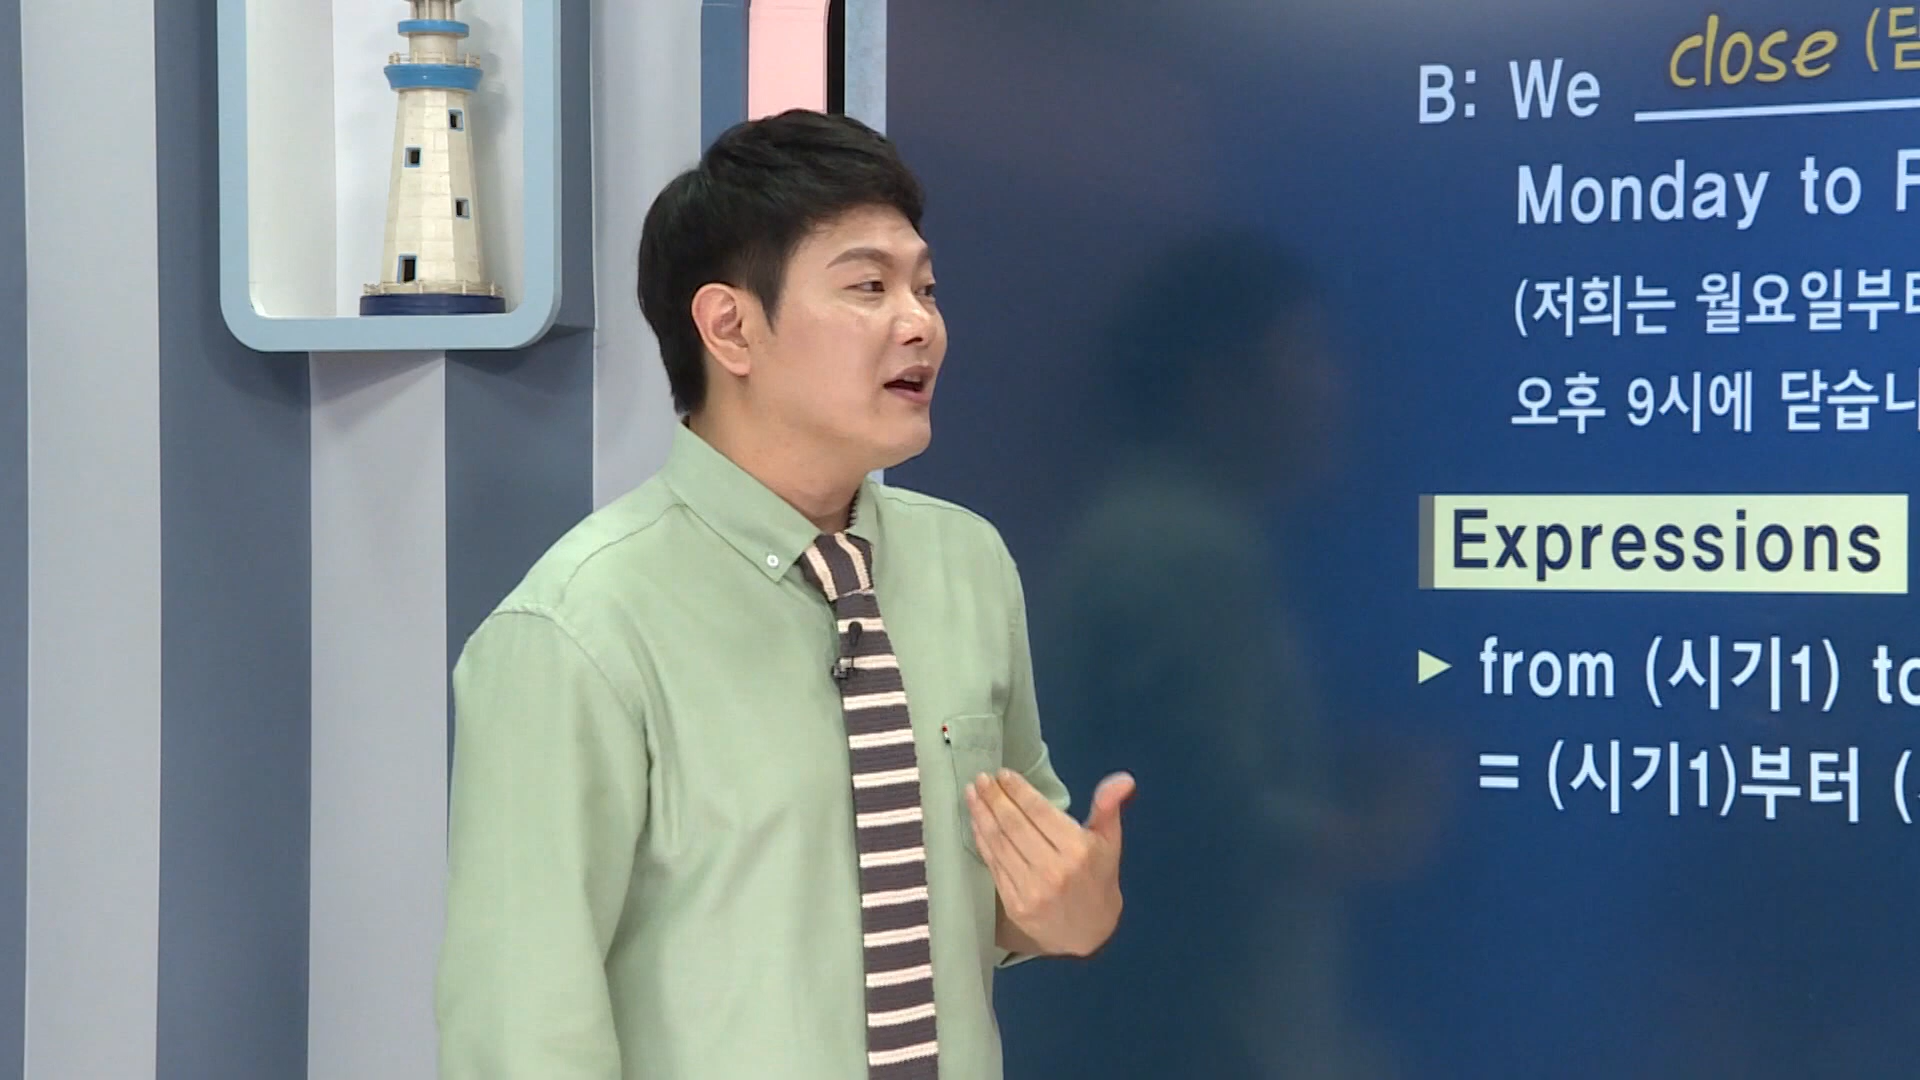 B: We close
Monday to
(저희는 월요일부터
오후 9시에 닫습니
Expressions
from (시기1) to
= (시기1)부터 (